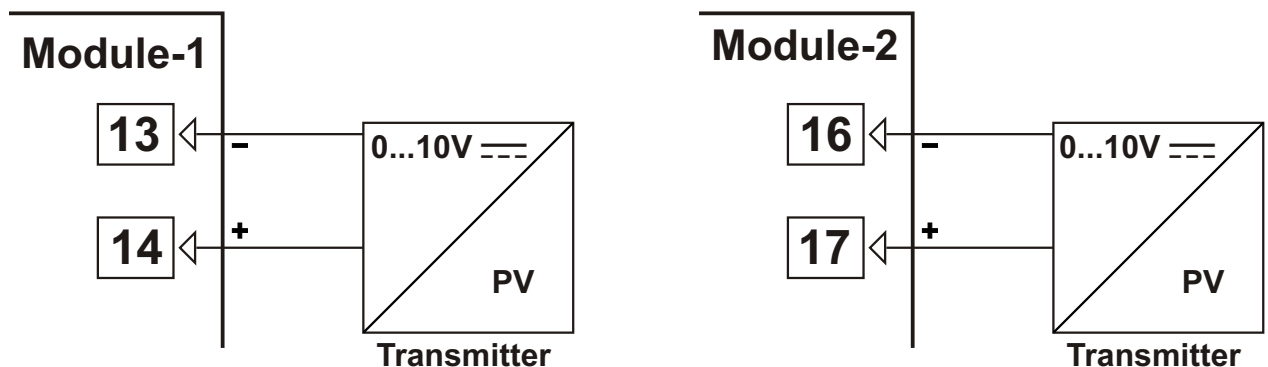 Module-1
13
-
0...10V
14
+
PV
Transmitter
Module-2
16
-
0...10V
17
+
PV
Transmitter